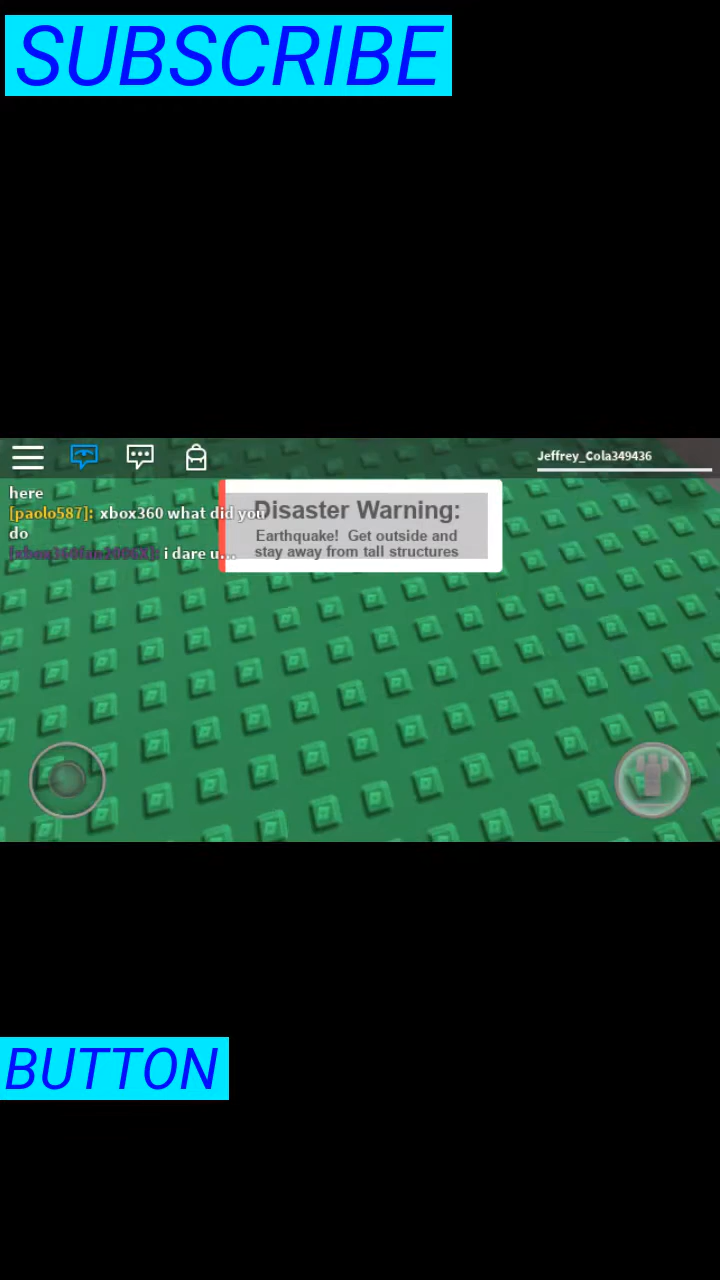 SUBSCRIBE
Jeffrey_Cola349436
here
[paolo587]: xbox360 what did you
do
i dare u...
Disaster Warning:
Earthquake! Get outside and
stay away from tall structures
BUTTON